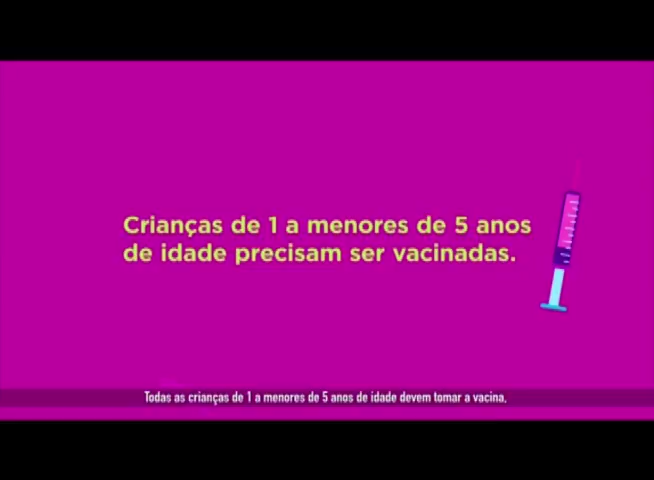 Crianças de 1 a menores de 5 anos
de idade precisam ser vacinadas.
Todas as crianças de 1 a menores de 5 anos de idade devem tomar a vacina,